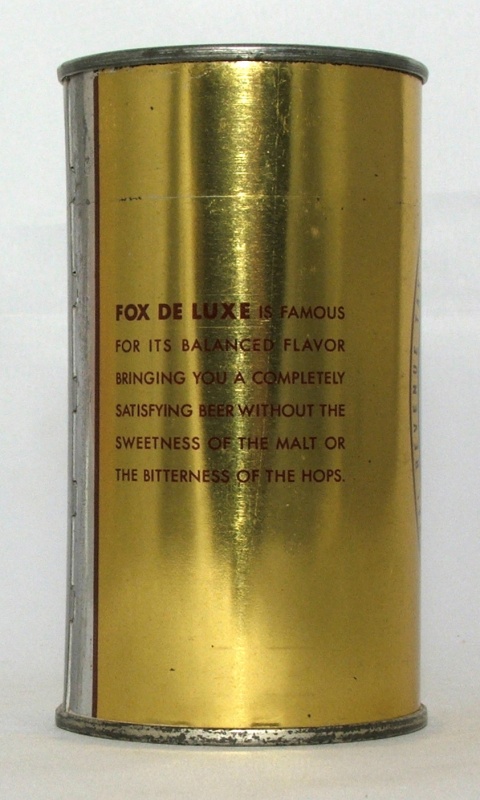 FOX DE LUXE IS FAMOUS
FOR ITS BALANCED FLAVOR
BRINGING YOU A COMPLETELY
SATISFYING BEER WITHOUT THE
SWEETNESS OF THE MALT OR
THE BITTERNESS OF THE HOPS.
REVENUE